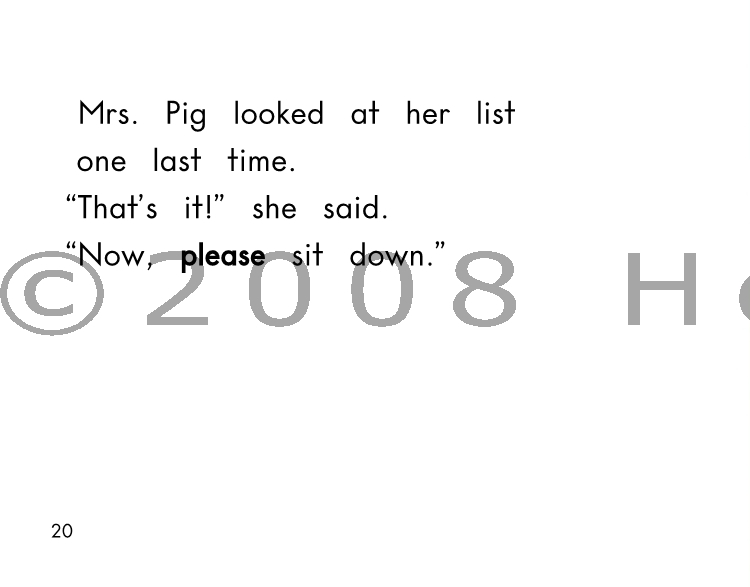 Mrs. Pig looked at her list
one last time.
“That’s it!” she said.
“Now, please sit down.”
© 2008 H
20